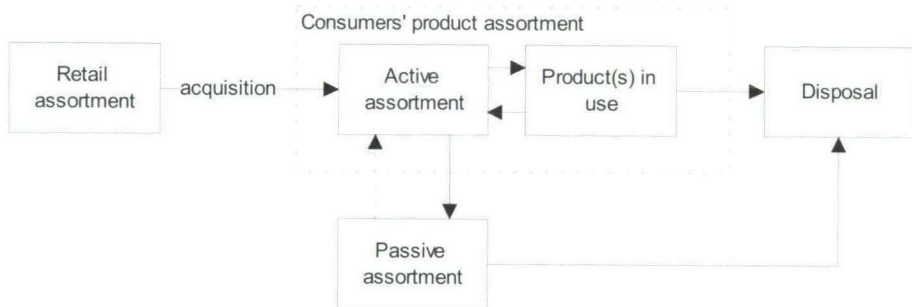 Consumers' product assortment
Retail
assortment
acquisition
Active
assortment
Product(s) in
use
Disposal
Passive
assortment